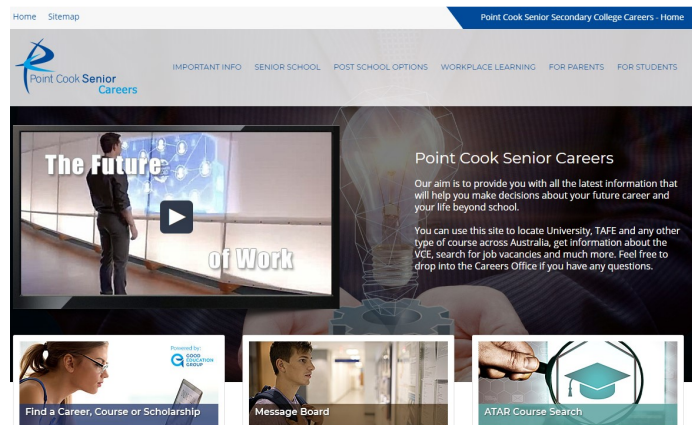 Home Sitemap
Point Cook Senior Secondary College Careers - Home
Point Cook Senior
Careers
IMPORTANT INFO SENIOR SCHOOL POST SCHOOL OPTIONS WORKPLACE LEARNING FOR PARENTS FOR STUDENTS
The Future
of Work
Point Cook Senior Careers
Our aim is to provide you with all the latest information that
will help you make decisions about your future career and
your life beyond school.
You can use this site to locate University, TAFE and any other
type of course across Australia, get information about the
VCE, search for job vacancies and much more. Feel free to
drop into the Careers Office if you have any questions.
Powered by:
GOOD
EDUCATION
GROUP
Find a Career, Course or Scholarship
Message Board
ATAR Course Search